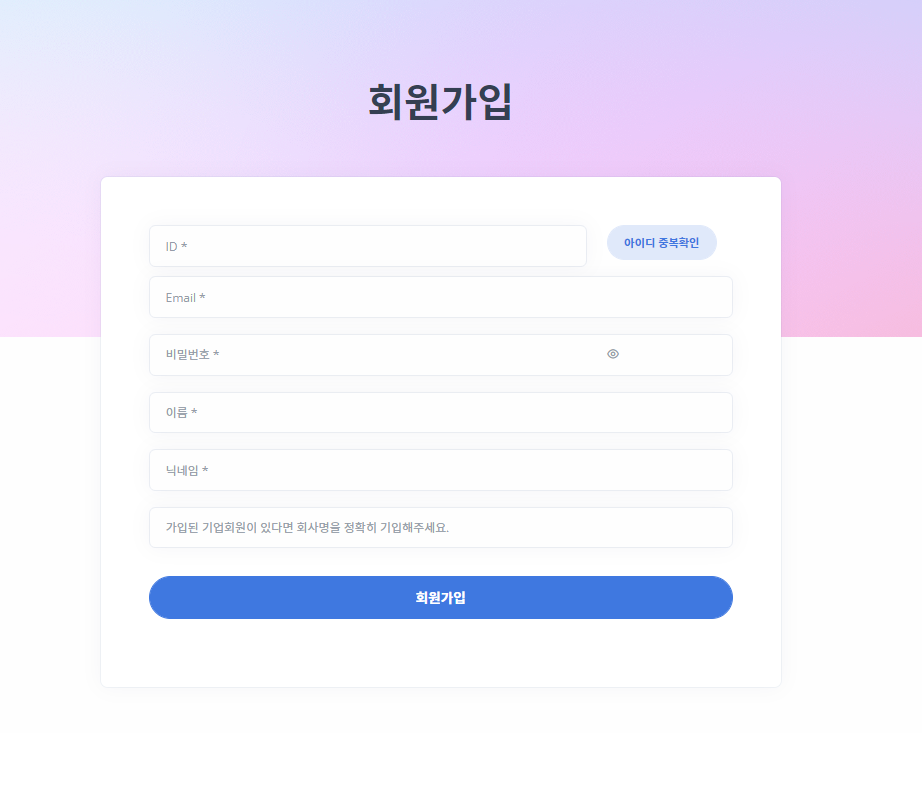 회원가입
ID *
아이디 중복확인
Email *
비밀번호 *
이름 *
닉네임 *
가입된 기업회원이 있다면 회사명을 정확히 기입해주세요.
회원가입